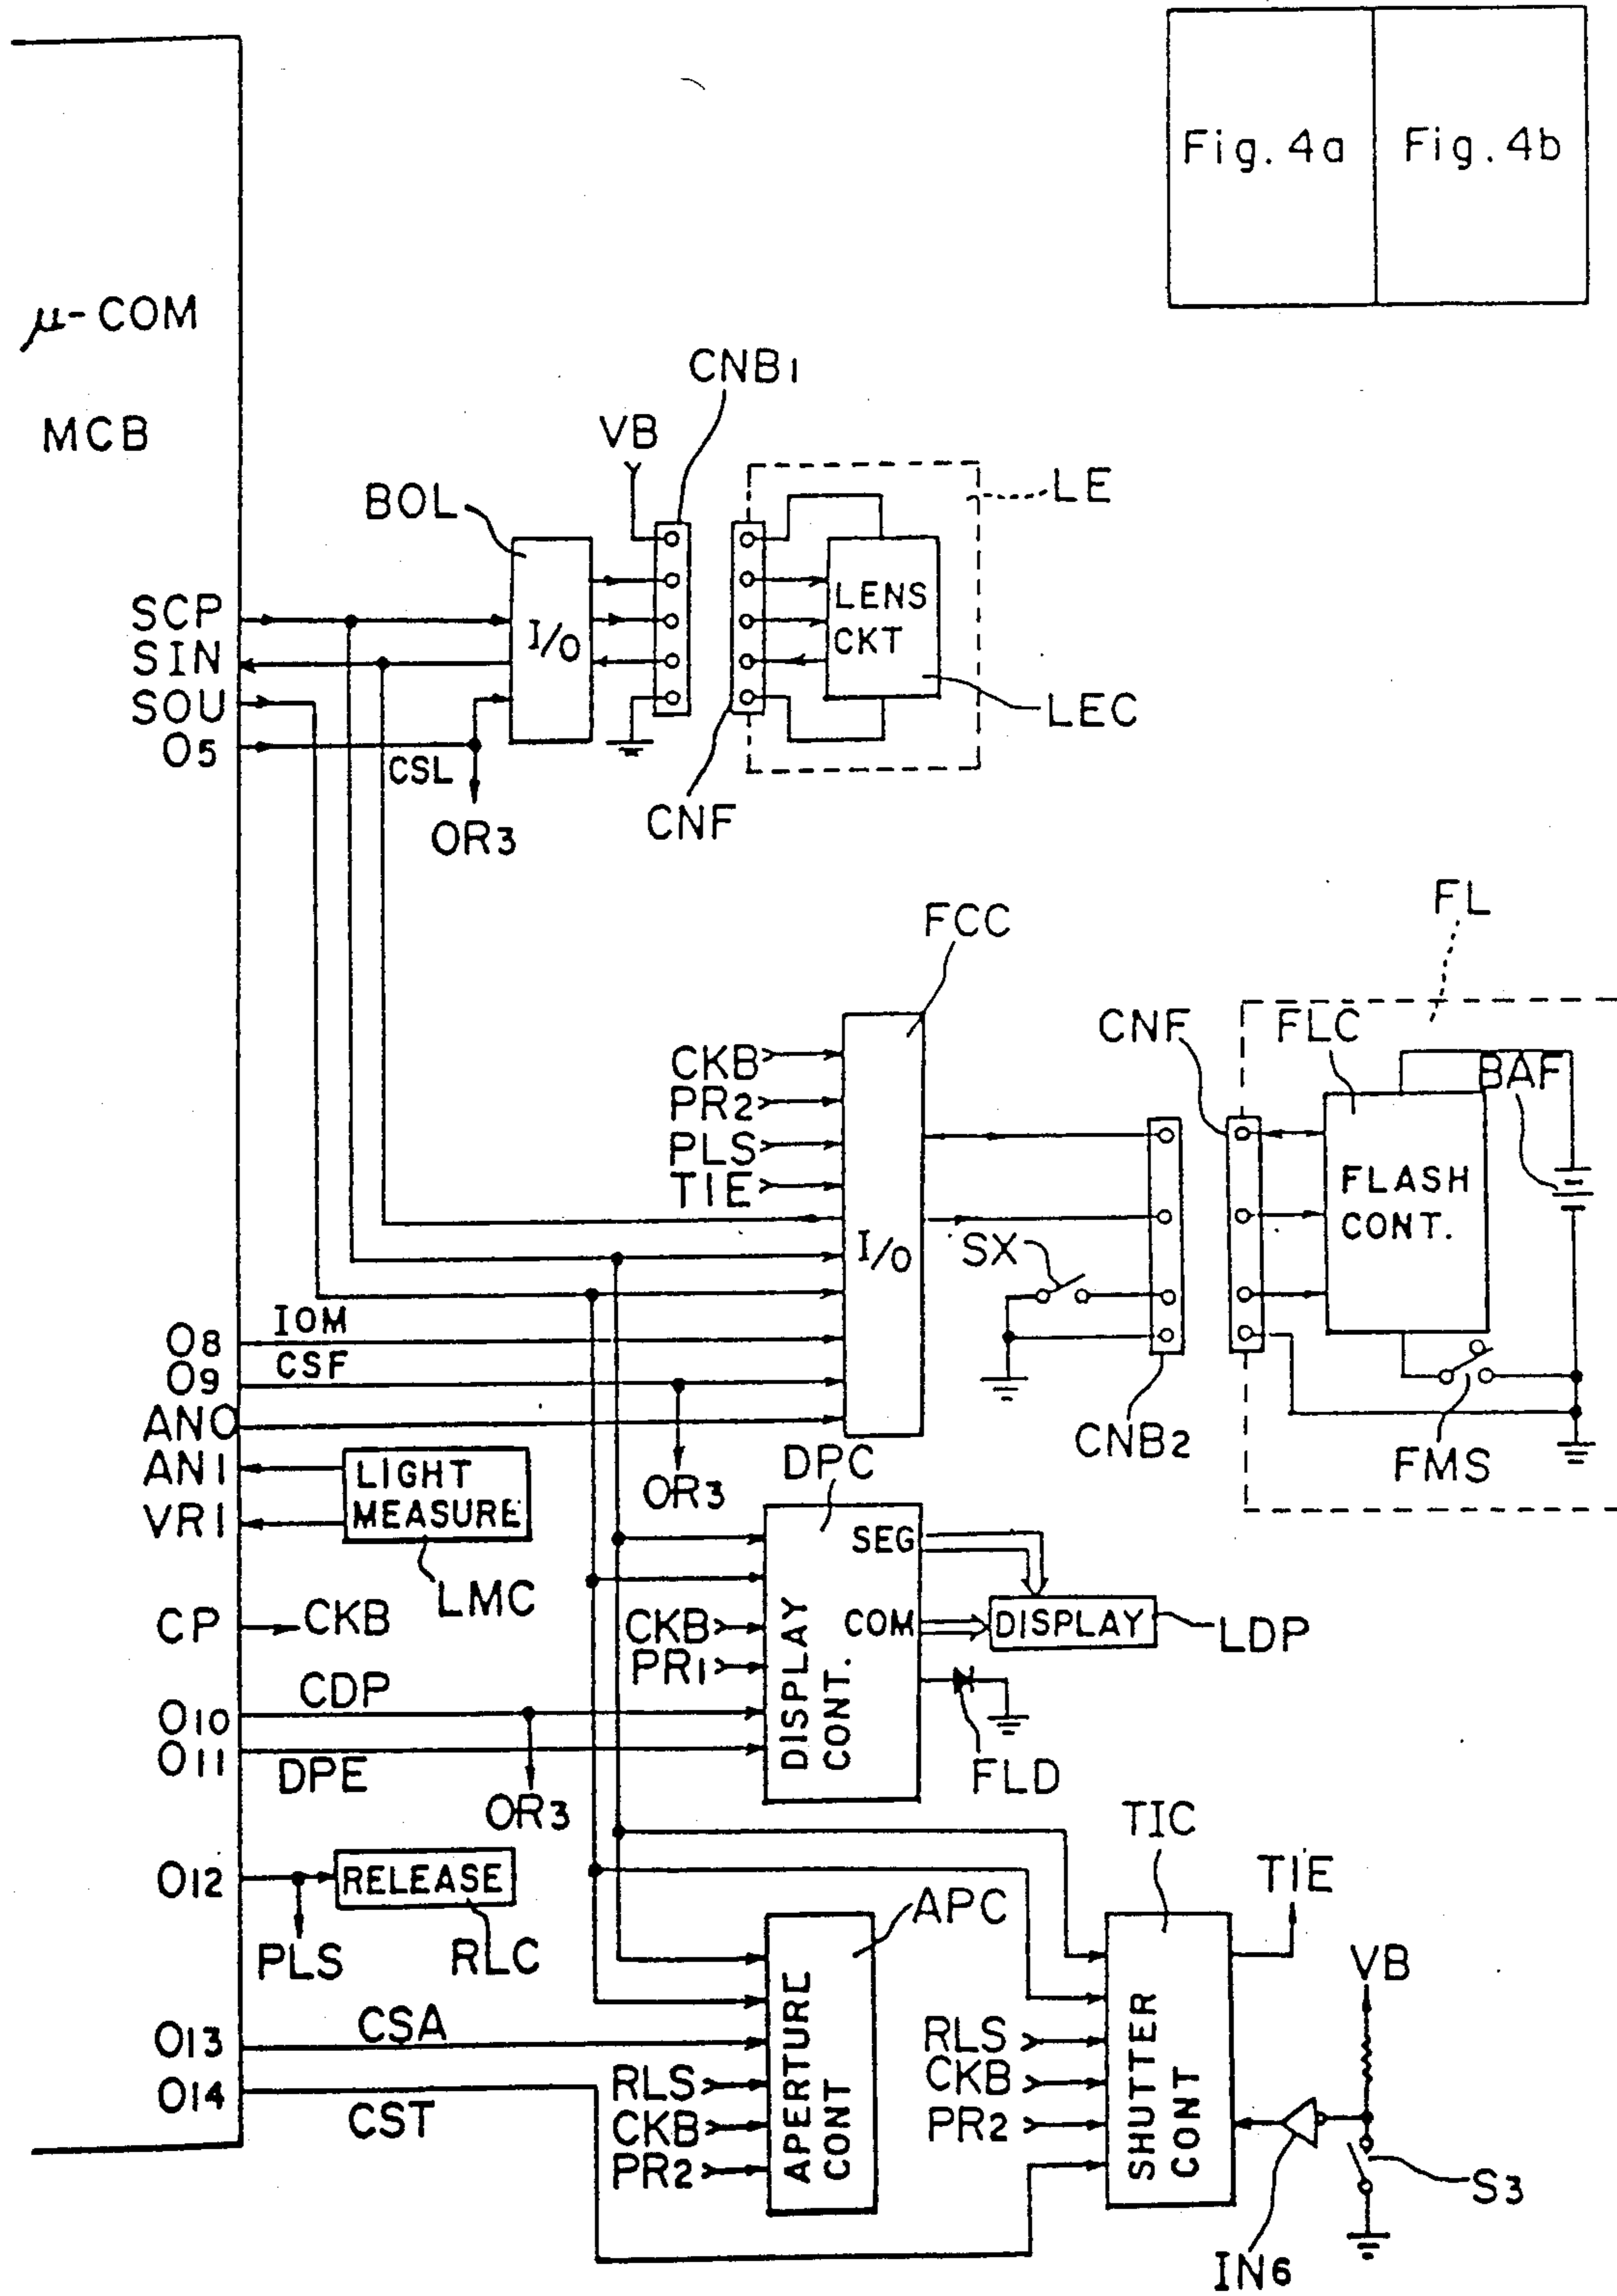 Fig. 4a
Fig. 4b
μ-COM
MCB
CNB1
VB
BOL
LE
SCP
SIN
SOU
O5
I/O
LENS
CKT
LEC
CSL
OR3
CNF
FCC
FL
CKB
PR2
PLS
TIE
CNF
FLC
BAF
FLASH
CONT.
I/O
SX
O8
IOM
O9
CSF
ANO
AN1
VR1
LIGHT
MEASURE
LMC
OR3
CNB2
FMS
DPC
SEG
COM
DISPLAY
CONT.
DISPLAY
LDP
CP
CKB
CKB
PR1
CDP
O10
O11
DPE
OR3
FLD
O12
RELEASE
PLS
RLC
TIC
TIE
APC
VB
O13
CSA
O14
CST
RLS
CKB
PR2
APERTURE
CONT
RLS
CKB
PR2
SHUTTER
CONT
S3
IN6